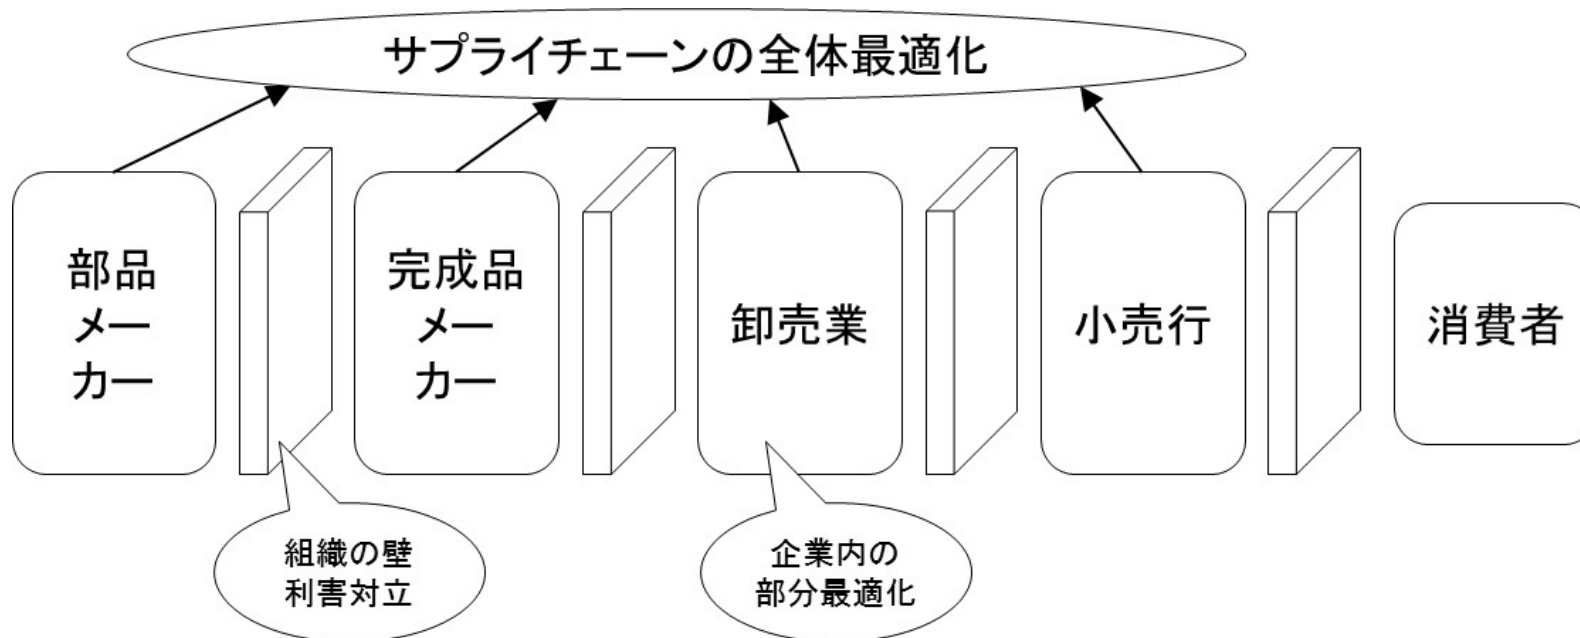 サプライチェーンの全体最適化
部品
メー
カー
完成品
メー
カー
卸売業
小売行
消費者
組織の壁
利害対立
企業内の
部分最適化